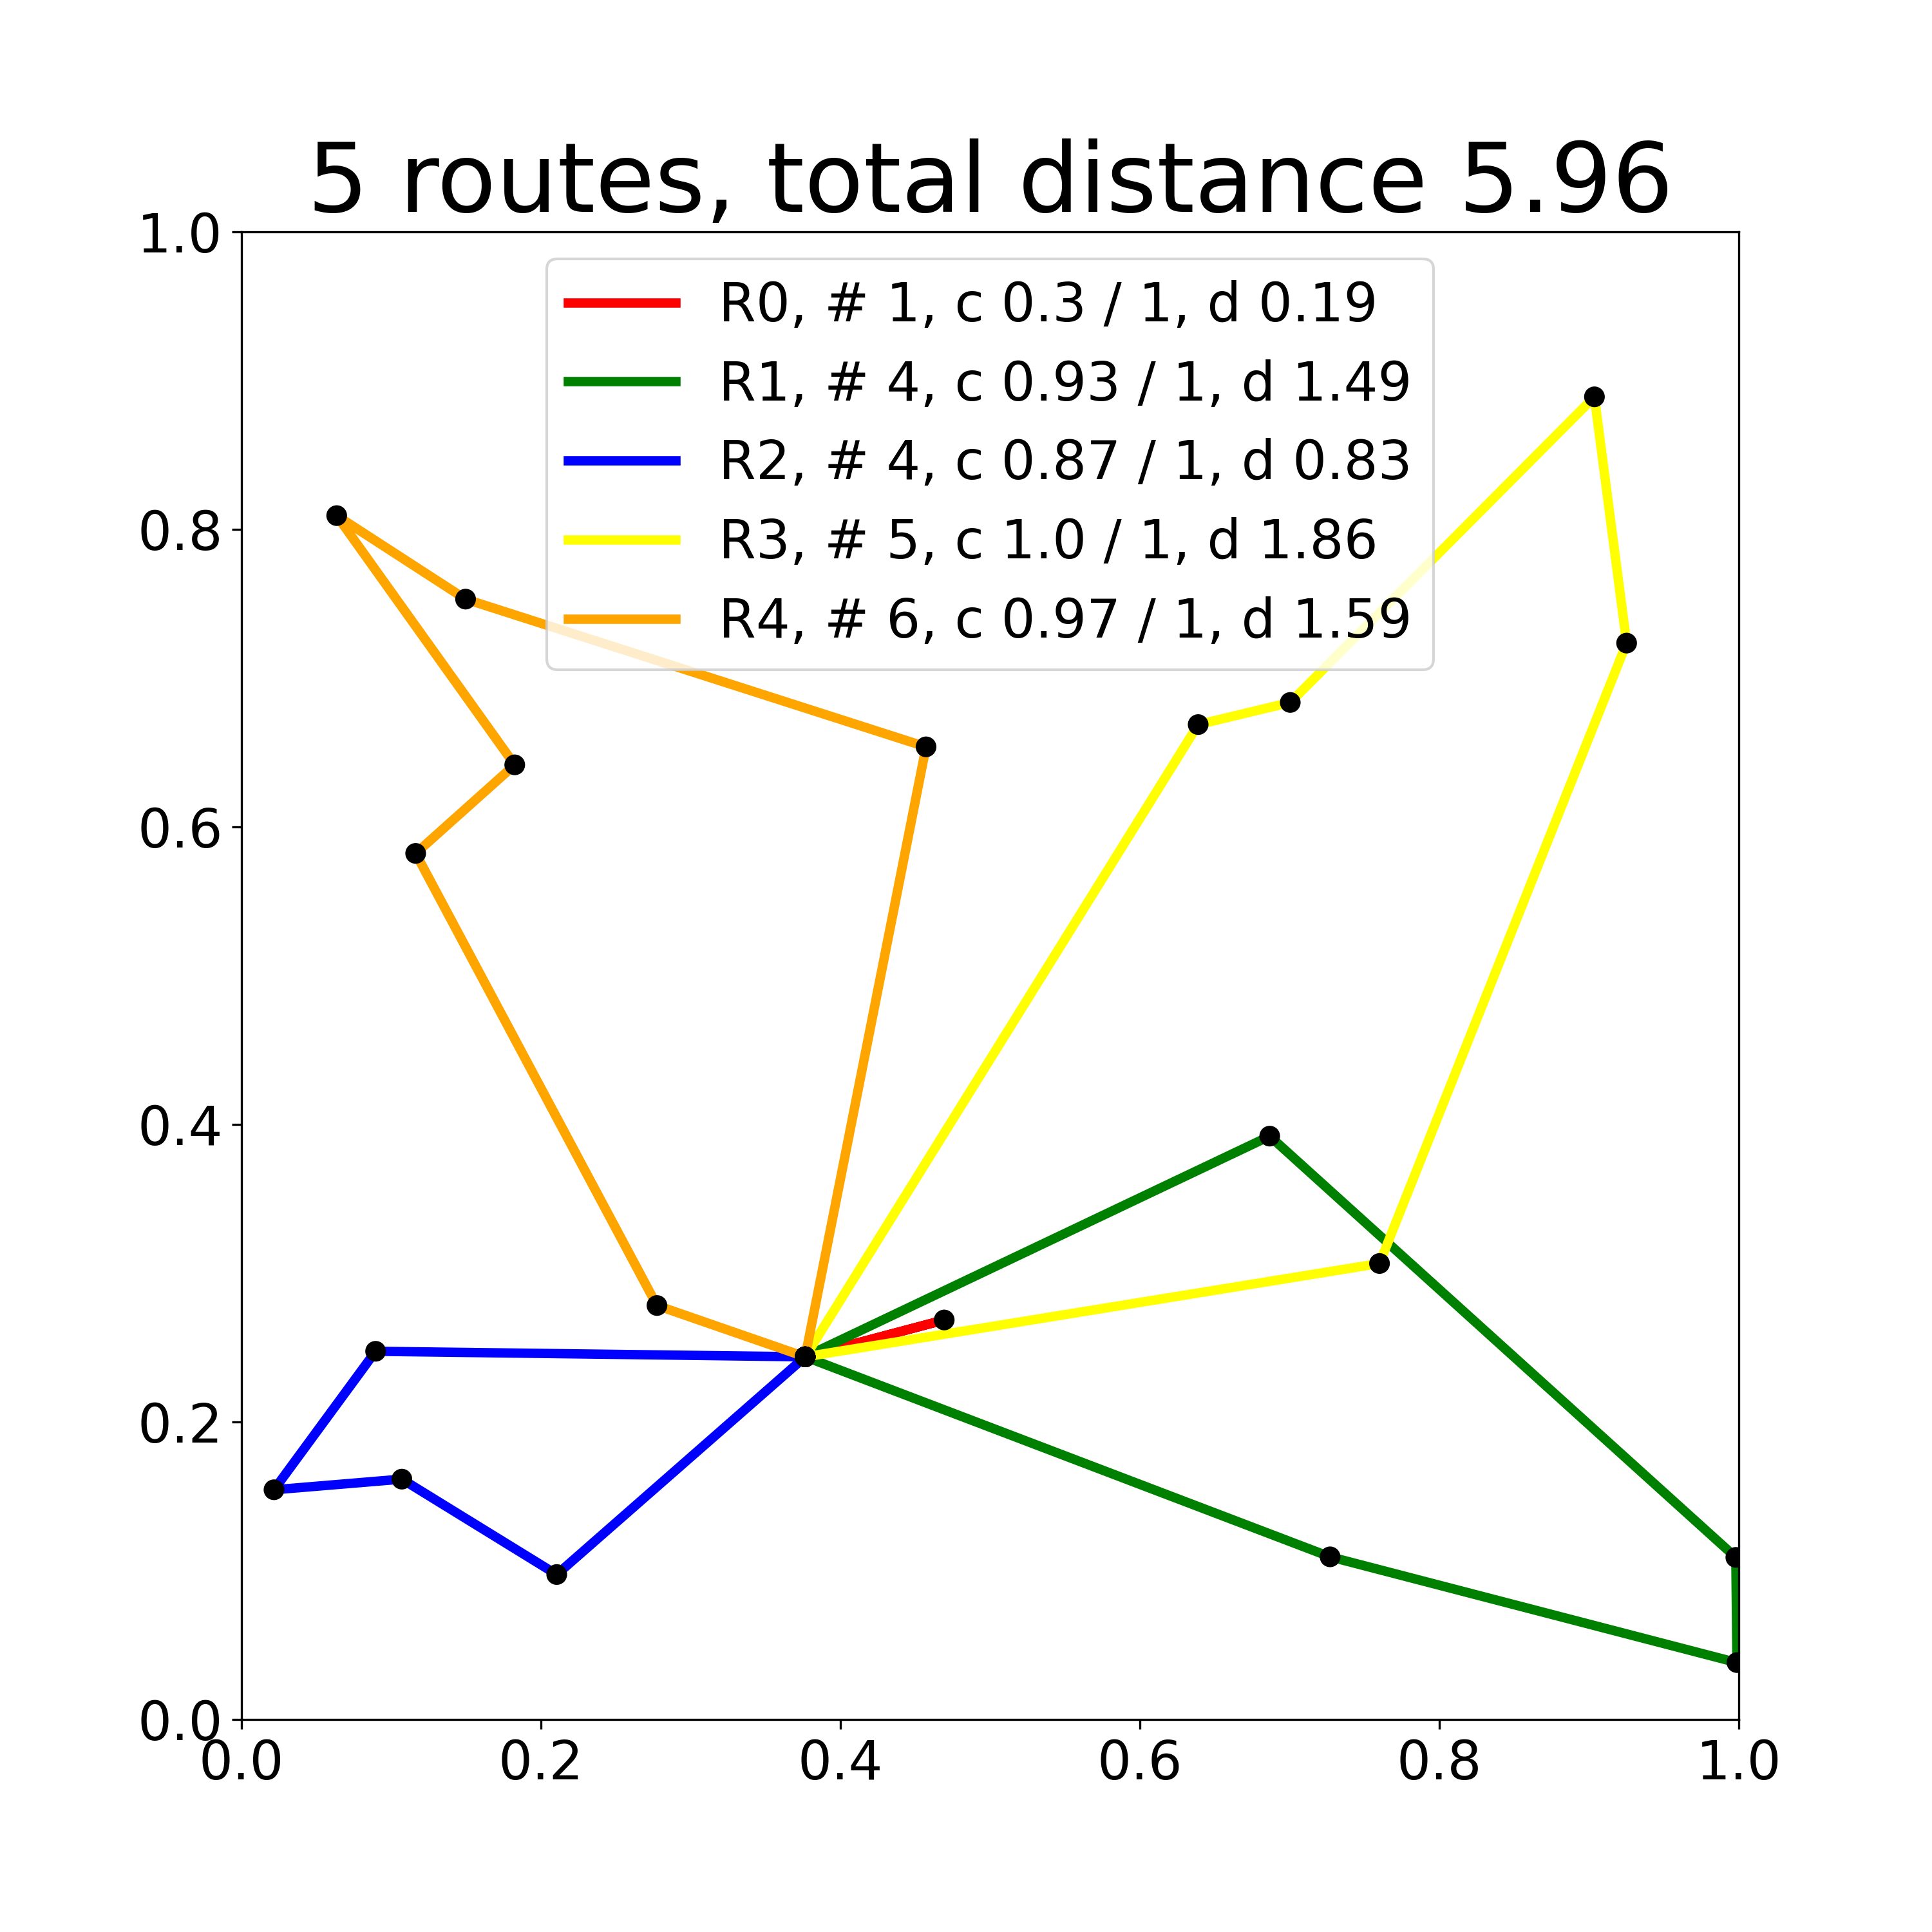 5 routes, total distance 5.96
R0, # 1, c 0.3 / 1, d 0.19
R1, # 4, c 0.93 / 1, d 1.49
R2, # 4, c 0.87 / 1, d 0.83
R3, # 5, c 1.0 / 1, d 1.86
R4, # 6, c 0.97 / 1, d 1.59
1.0
0.8
0.6
0.4
0.2
0.0
0.0 0.2 0.4 0.6 0.8 1.0